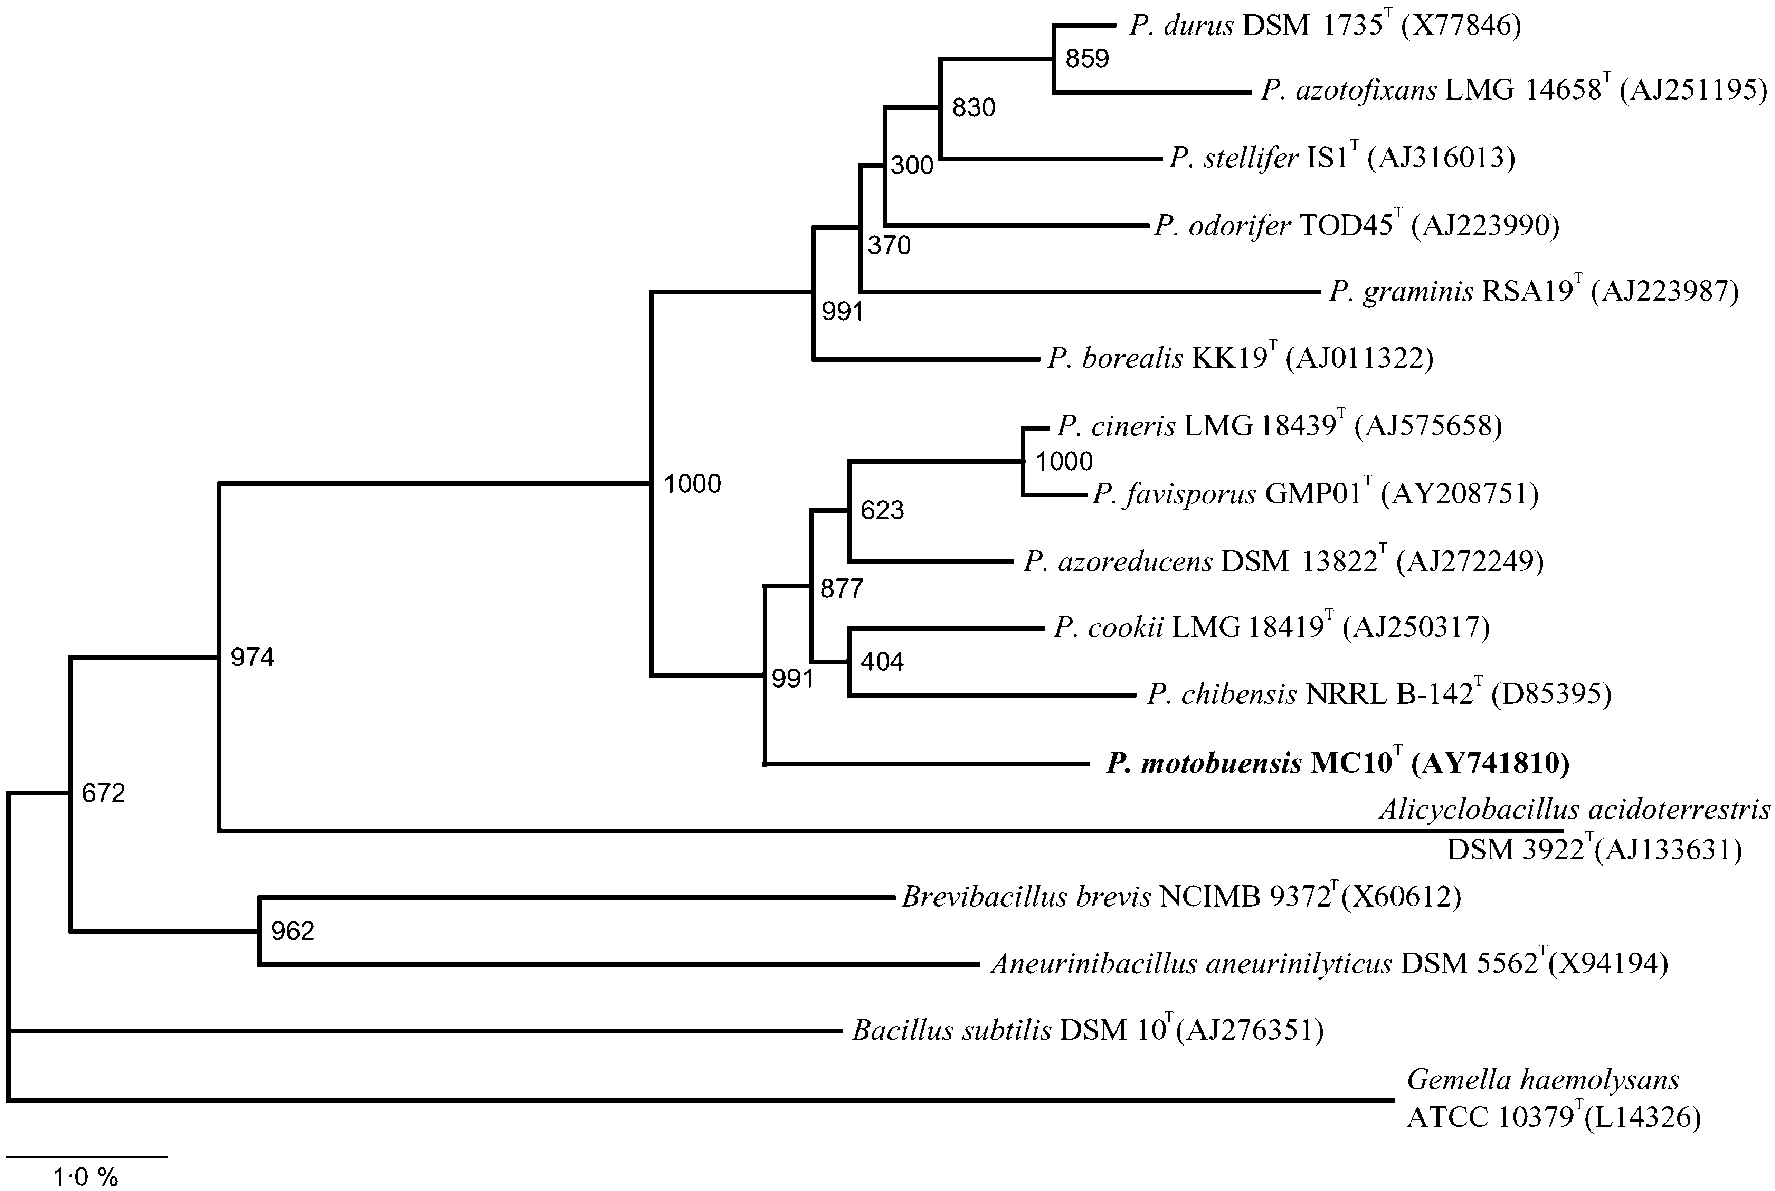 P. durus DSM 1735T (X77846)
859
P. azotofixans LMG 14658T (AJ251195)
830
P. stellifer IS1T (AJ316013)
300
P. odorifer TOD45T (AJ223990)
370
P. graminis RSA19T (AJ223987)
991
P. borealis KK19T (AJ011322)
P. cineris LMG 18439T (AJ575658)
1000
1000
P. favisporus GMP01T (AY208751)
623
P. azoreducens DSM 13822T (AJ272249)
877
P. cookii LMG 18419T (AJ250317)
974
404
991
P. chibensis NRRL B-142T (D85395)
P. motobuensis MC10T (AY741810)
672
Alicyclobacillus acidoterrestris
DSM 3922T(AJ133631)
Brevibacillus brevis NCIMB 9372T(X60612)
962
Aneurinibacillus aneurinilyticus DSM 5562T(X94194)
Bacillus subtilis DSM 10T(AJ276351)
Gemella haemolysans
ATCC 10379T(L14326)
1·0 %